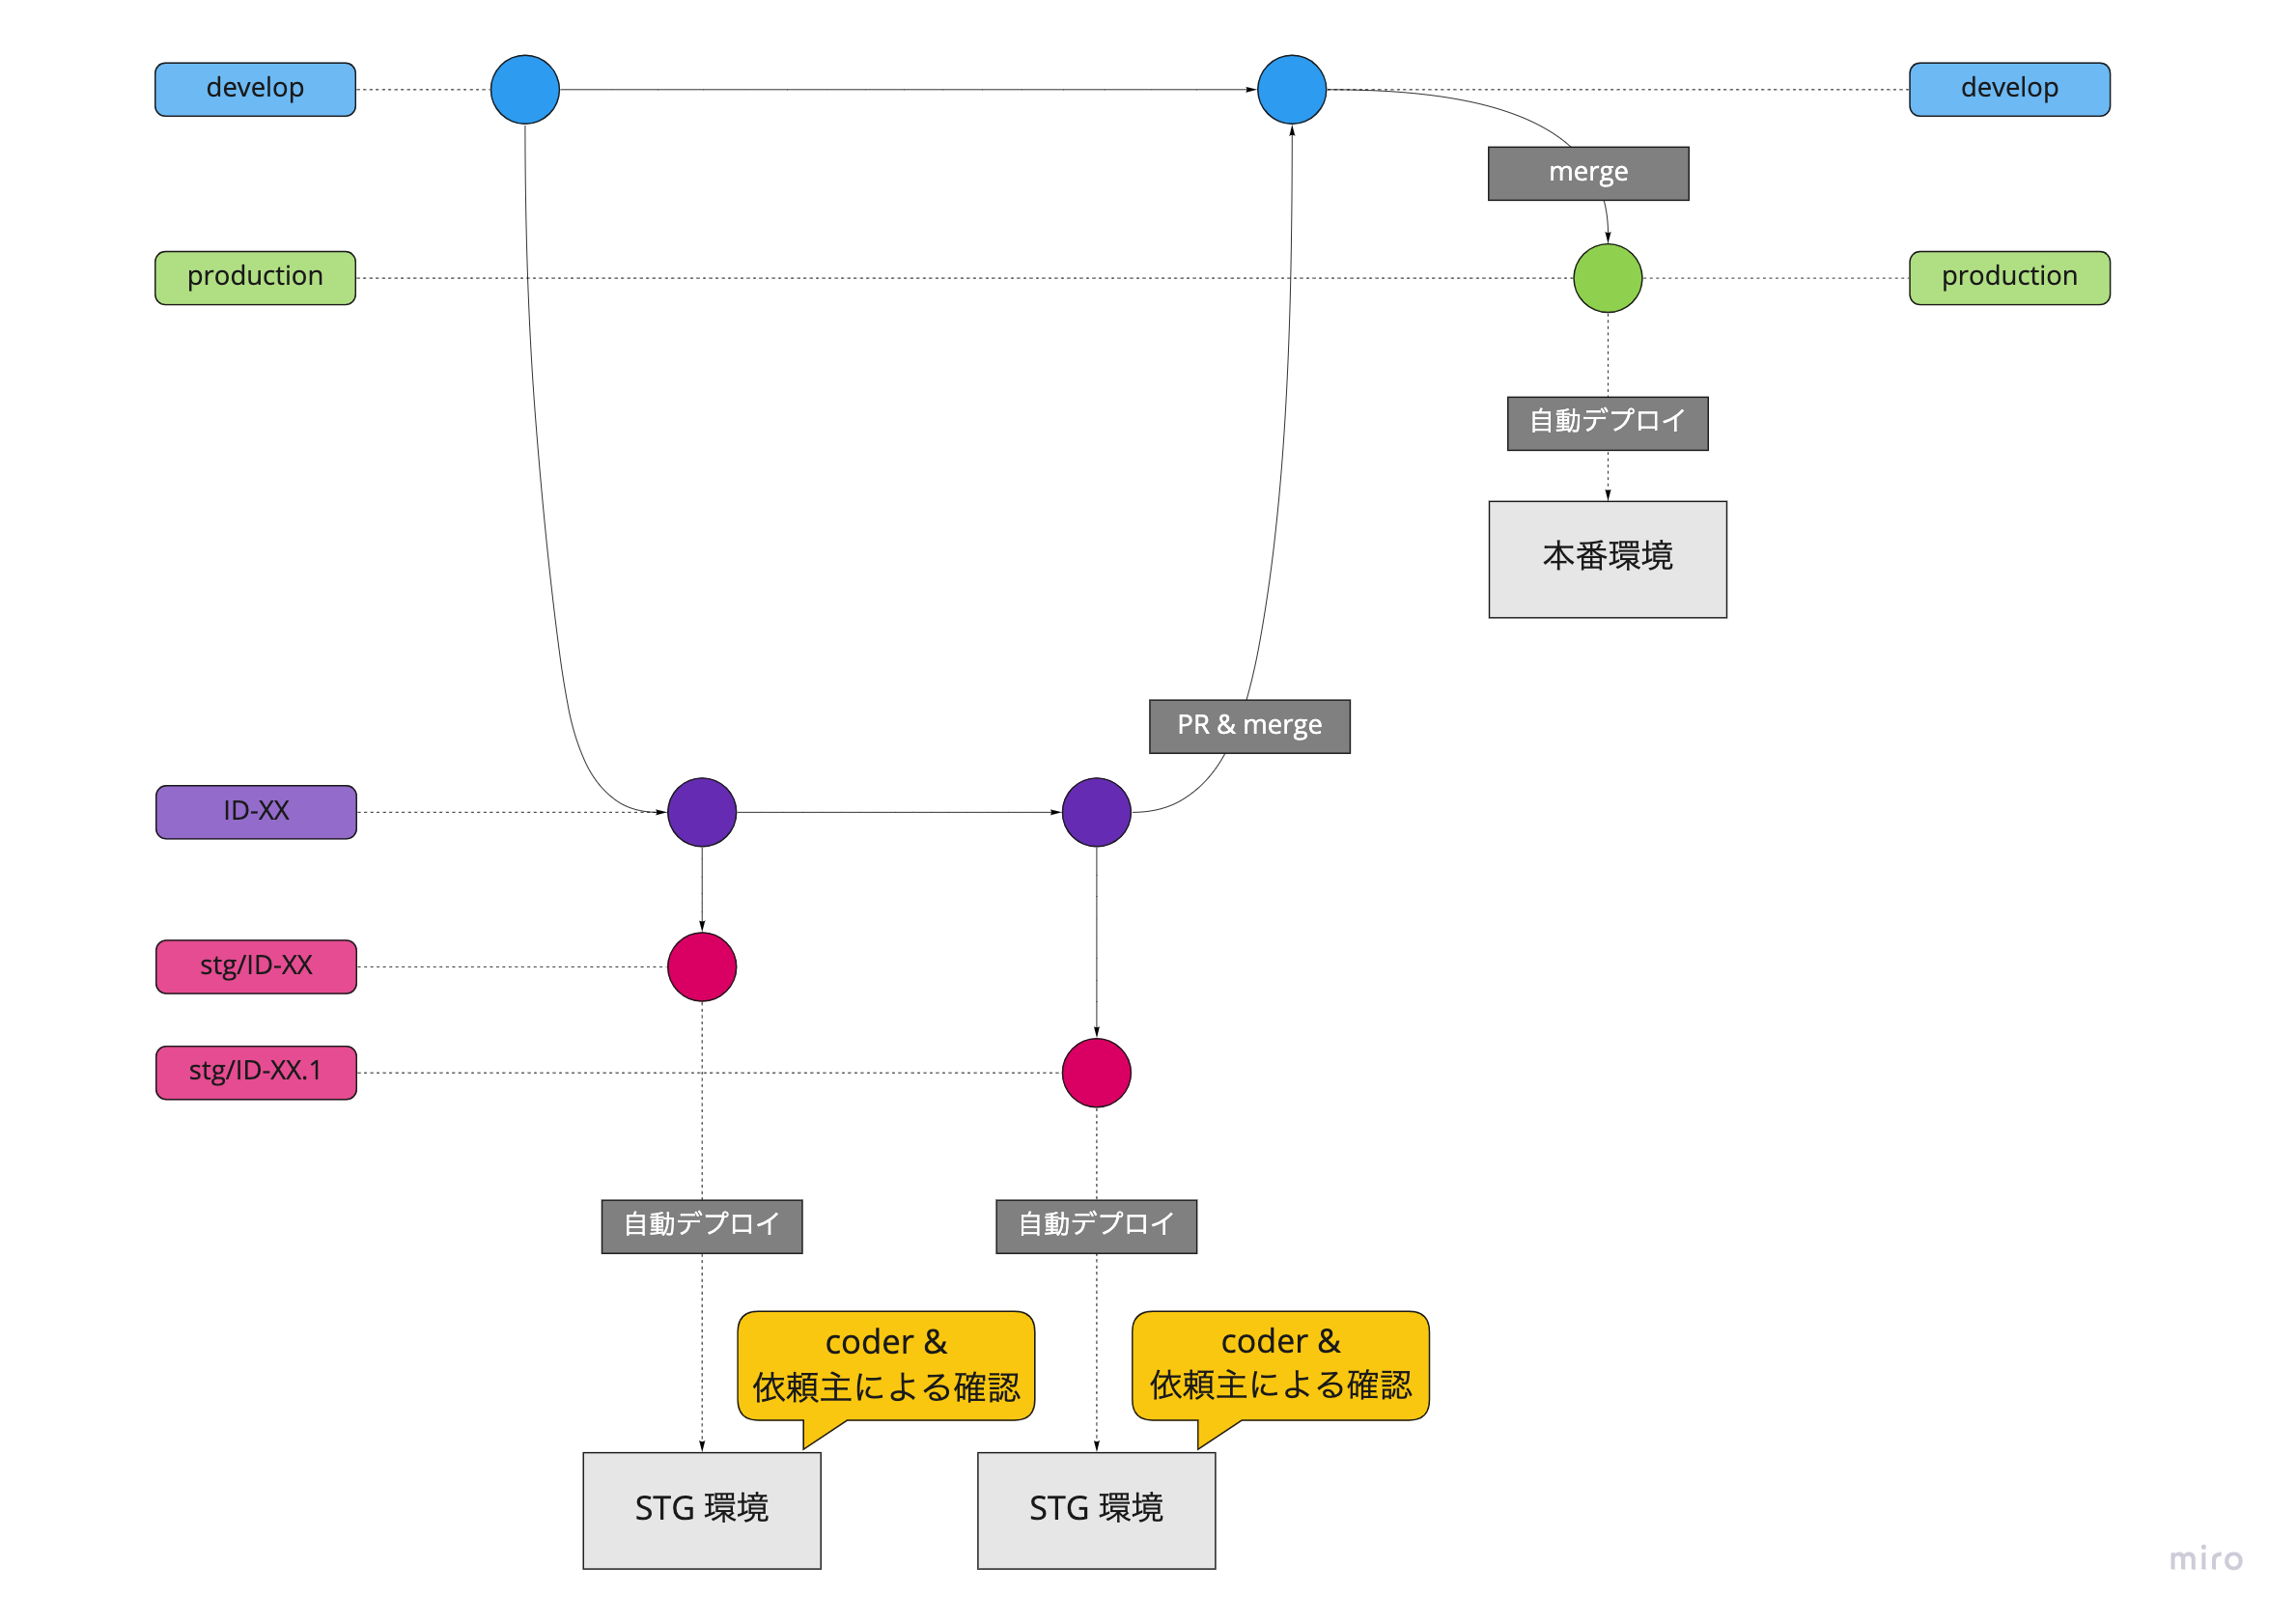 develop
develop
merge
production
production
自動デプロイ
本番環境
PR & merge
ID-XX
stg/ID-XX
stg/ID-XX.1
自動デプロイ
自動デプロイ
coder &
依頼主による確認
coder &
依頼主による確認
STG 環境
STG 環境
miro